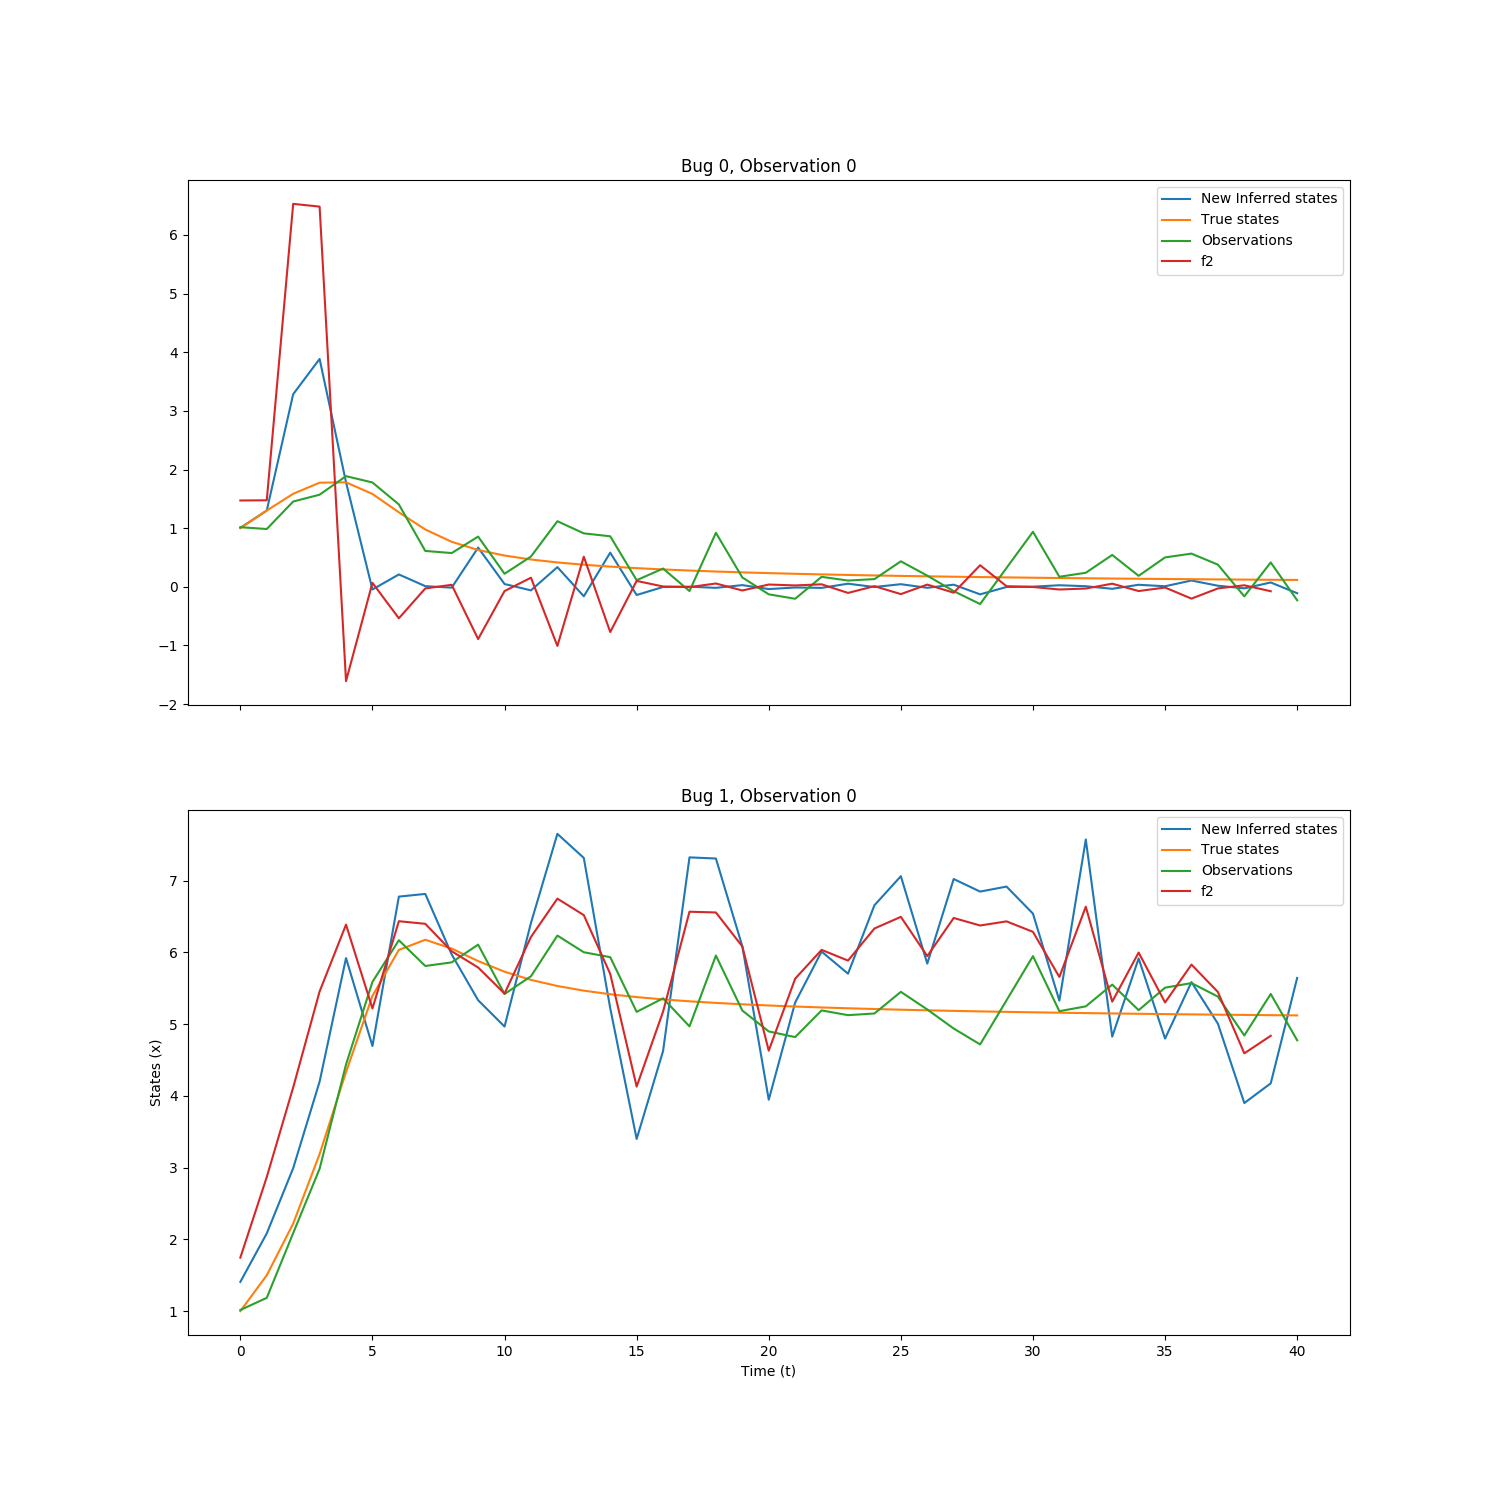 Bug 0, Observation 0
New Inferred states
True states
Observations
f2
6
5
4
3
2
1
0
−1
−2
Bug 1, Observation 0
New Inferred states
True states
Observations
f2
7
6
5
4
3
2
1
States (x)
0 5 10 15 20 25 30 35 40
Time (t)